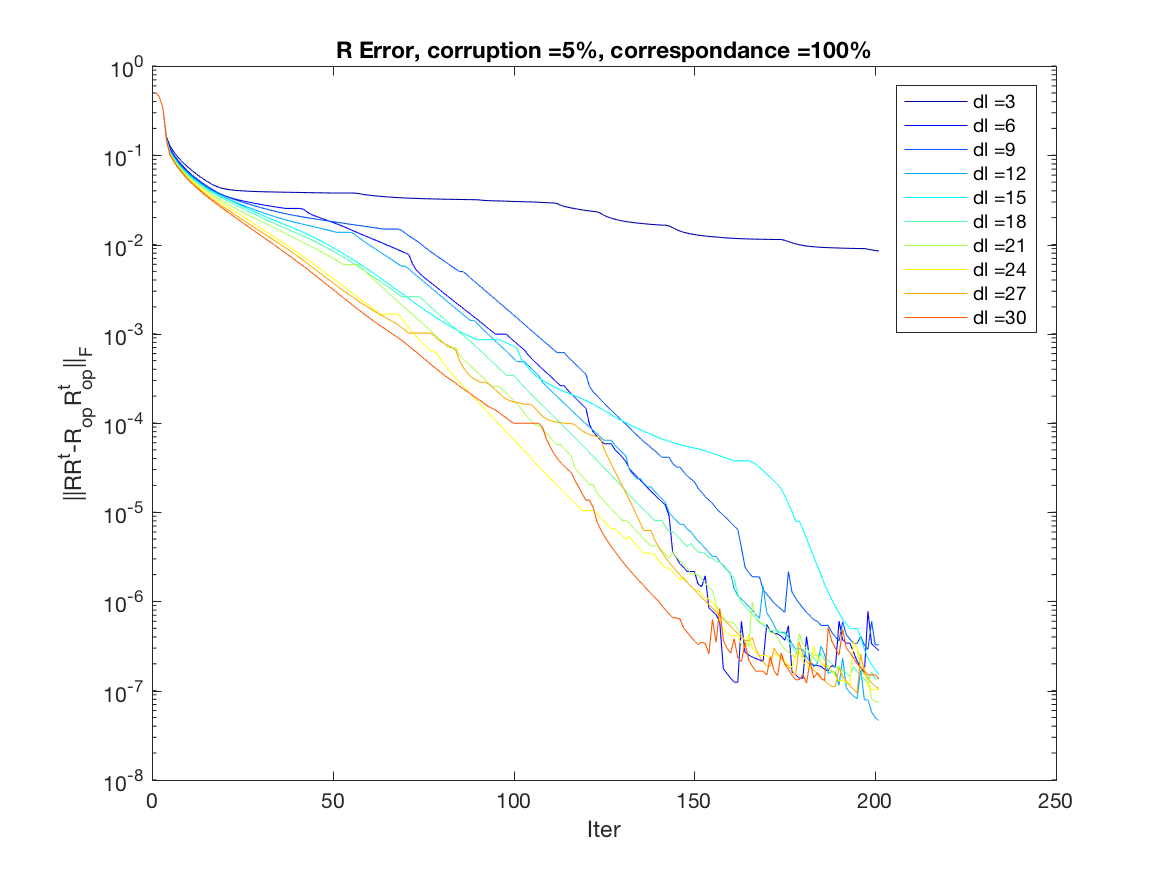 R Error, corruption =5%, correspondance =100%
10^0
10^-1
10^-2
10^-3
10^-4
10^-5
10^-6
10^-7
10^-8
||RR^t-R_op R^t_op||_F
0 50 100 150 200 250
Iter
dl =3
dl =6
dl =9
dl =12
dl =15
dl =18
dl =21
dl =24
dl =27
dl =30